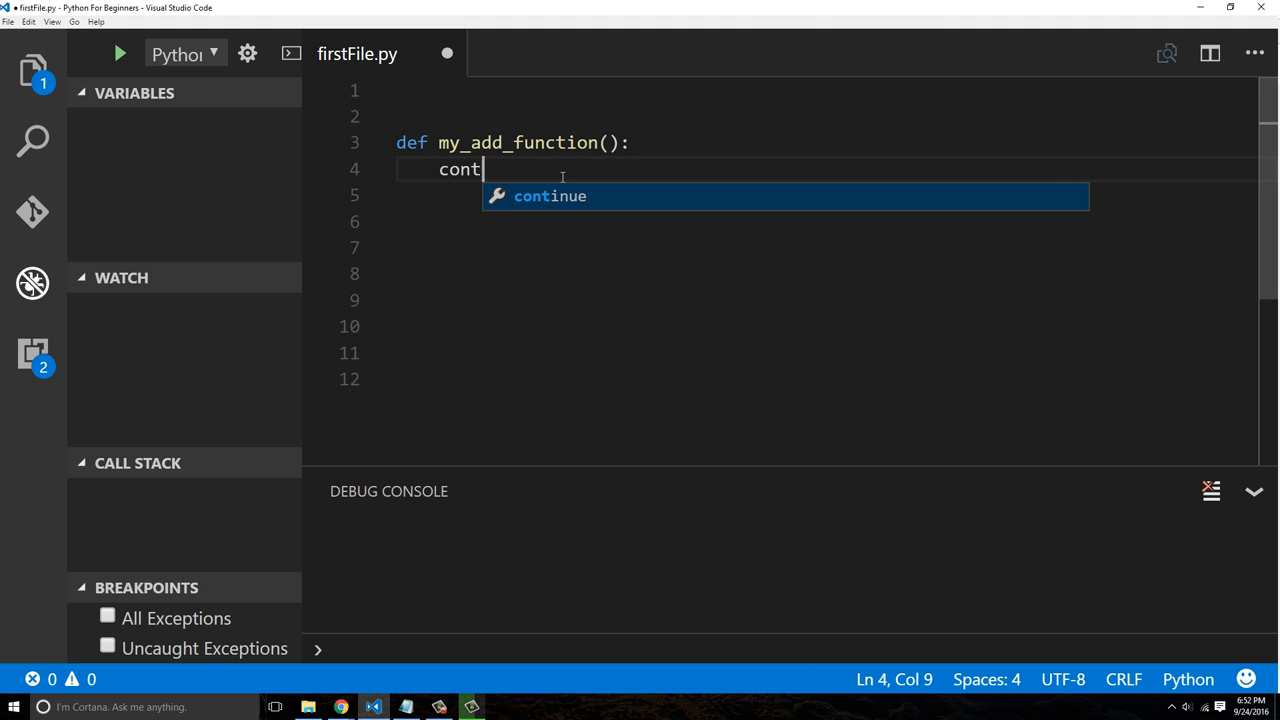 ● firstFile.py - Python For Beginners - Visual Studio Code
File Edit View Go Help
Python
firstFile.py
VARIABLES
WATCH
CALL STACK
BREAKPOINTS
All Exceptions
Uncaught Exceptions
1
2
1
2
3 def my_add_function():
4 cont
5 continue
6
7
8
9
10
11
12
DEBUG CONSOLE
0 0
Ln 4, Col 9 Spaces: 4 UTF-8 CRLF Python
I'm Cortana. Ask me anything.
6:52 PM
9/24/2016